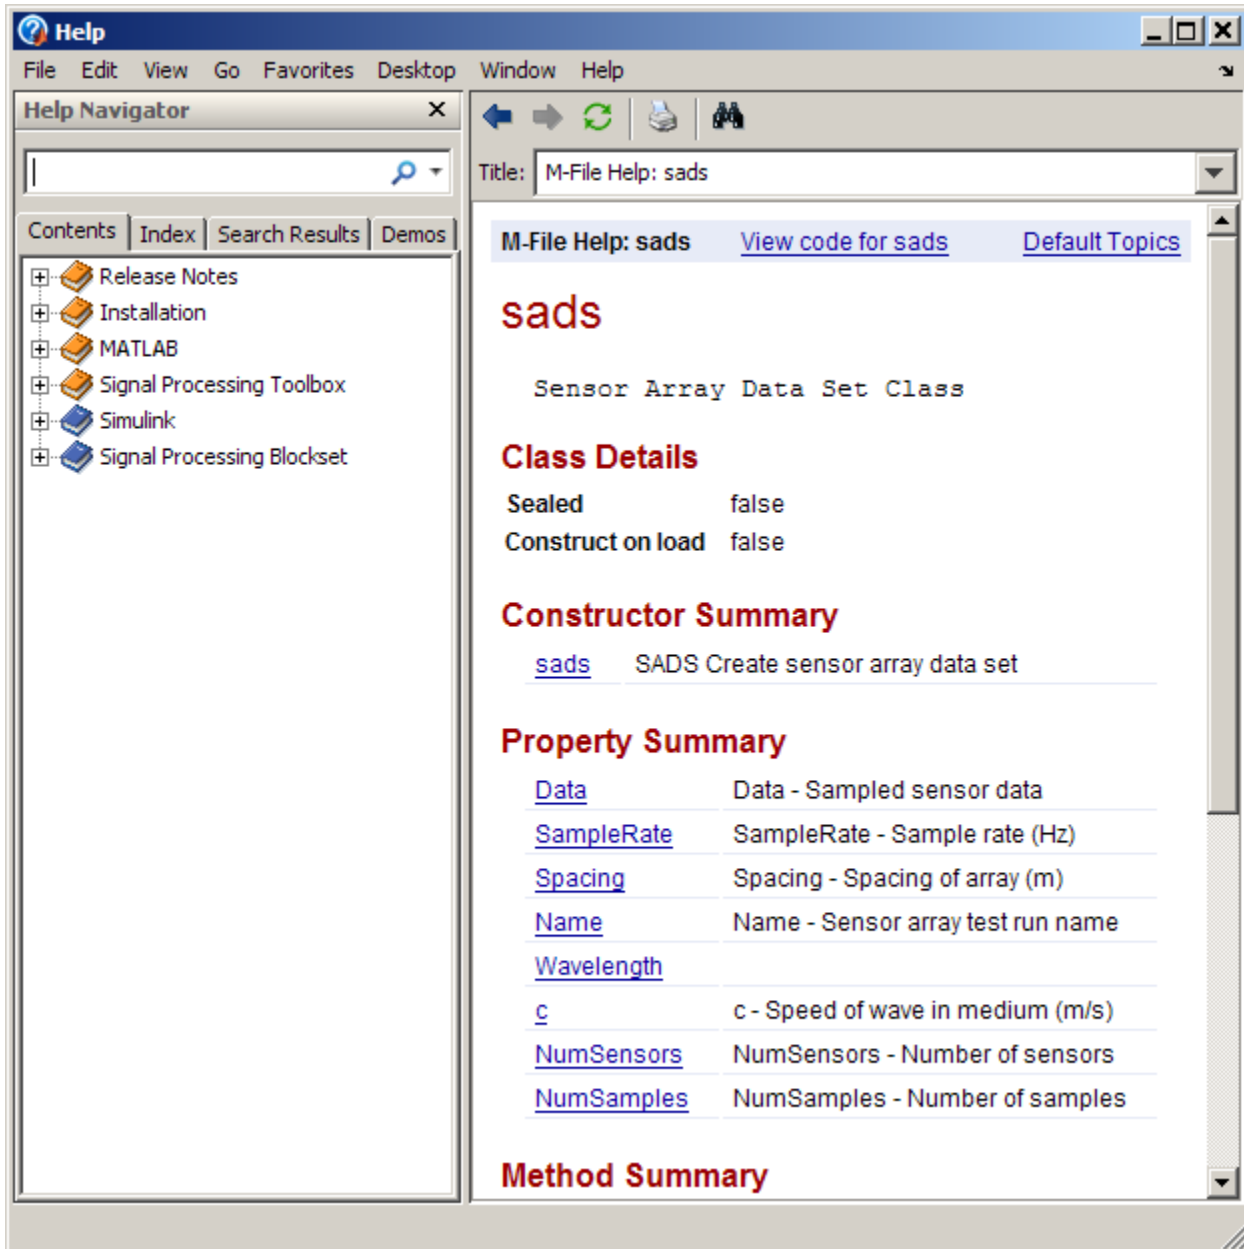 Help
File Edit View Go Favorites Desktop Window Help
Help Navigator
Contents Index Search Results Demos
Release Notes
Installation
MATLAB
Signal Processing Toolbox
Simulink
Signal Processing Blockset
Title: M-File Help: sads
M-File Help: sads View code for sads Default Topics
sads
Sensor Array Data Set Class
Class Details
Sealed false
Construct on load false
Constructor Summary
sads SADS Create sensor array data set
Property Summary
Data Data - Sampled sensor data
SampleRate SampleRate - Sample rate (Hz)
Spacing Spacing - Spacing of array (m)
Name Name - Sensor array test run name
Wavelength
c c - Speed of wave in medium (m/s)
NumSensors NumSensors - Number of sensors
NumSamples NumSamples - Number of samples
Method Summary